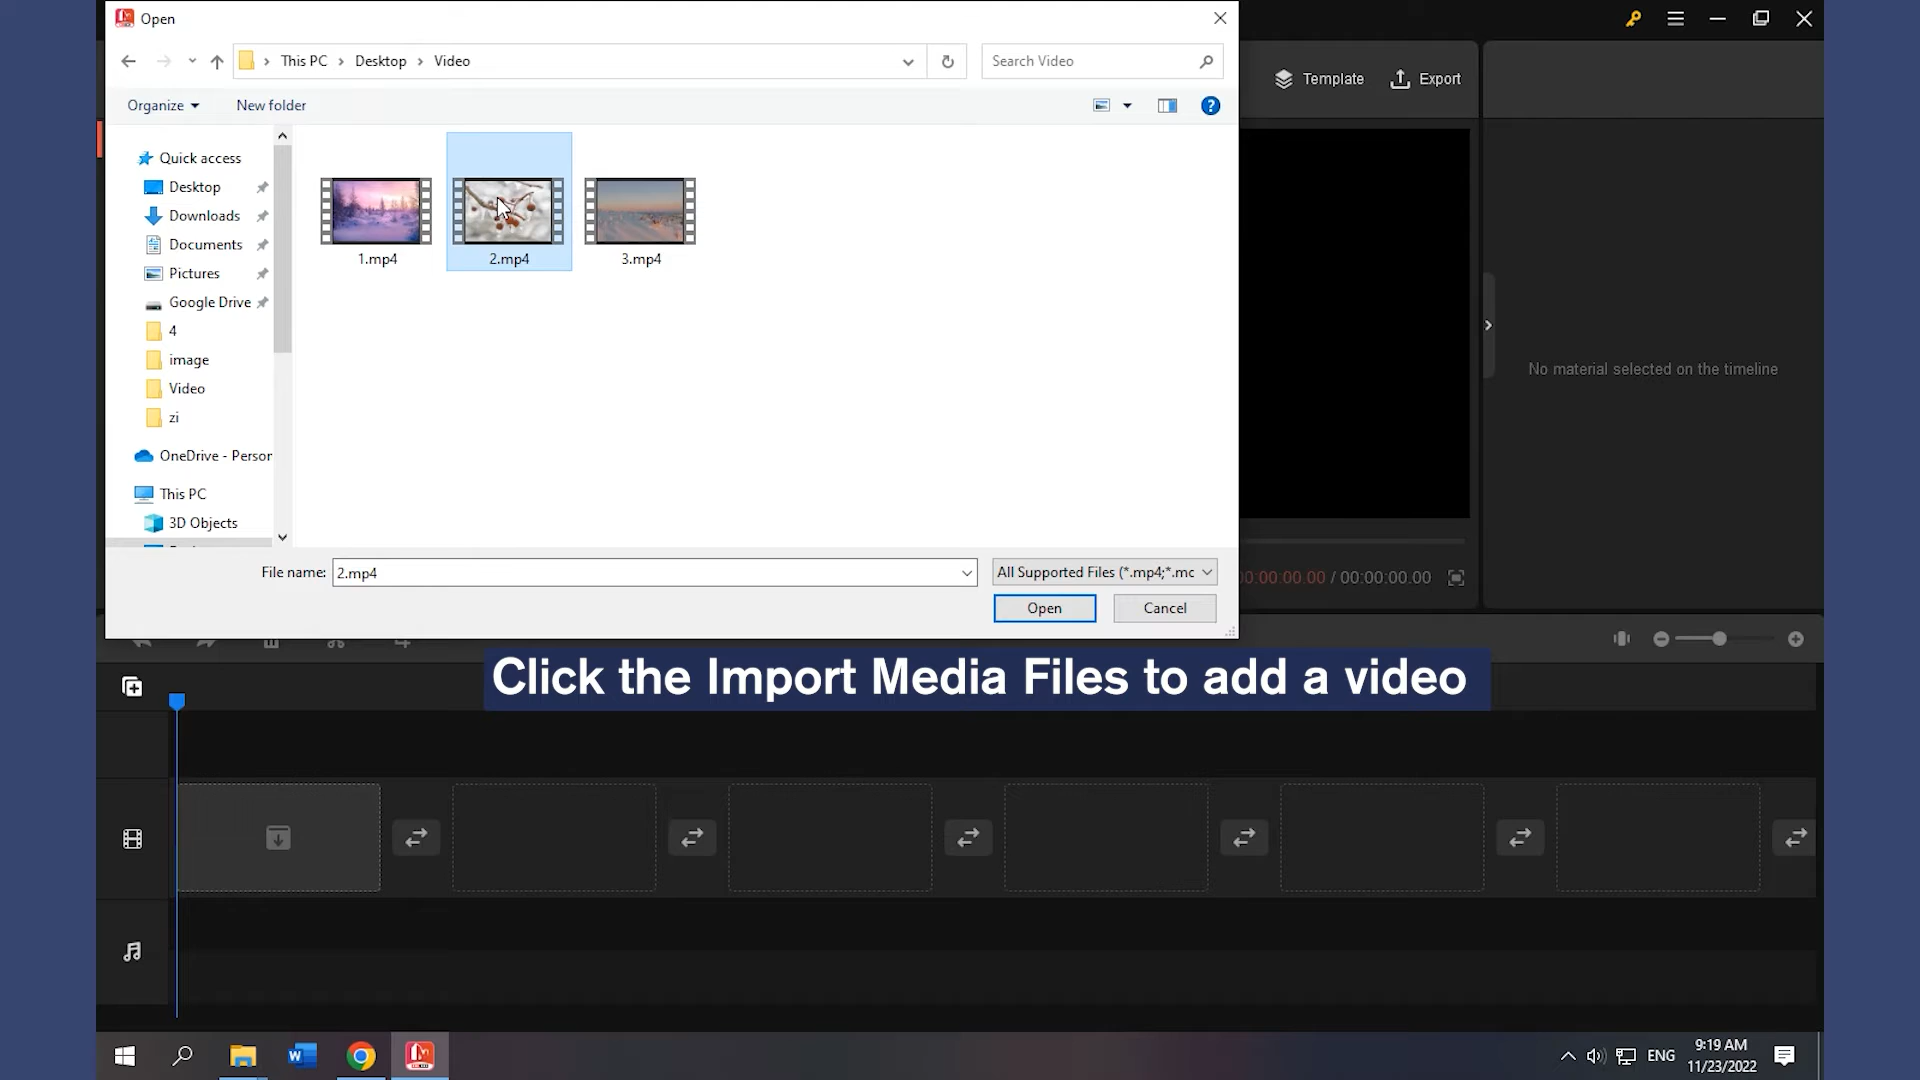 Open
This PC
Desktop
Video
Search Video
Template
Export
Organize
New folder
Quick access
Desktop
Downloads
Documents
Pictures
Google Drive
4
image
Video
zi
OneDrive - Person
This PC
3D Objects
1.mp4
2.mp4
3.mp4
No material selected on the timeline
File name:
2.mp4
All Supported Files (*.mp4;*.mc
Open
Cancel
00:00:00.00 / 00:00:00.00
Click the Import Media Files to add a video
ENG
9:19 AM
11/23/2022